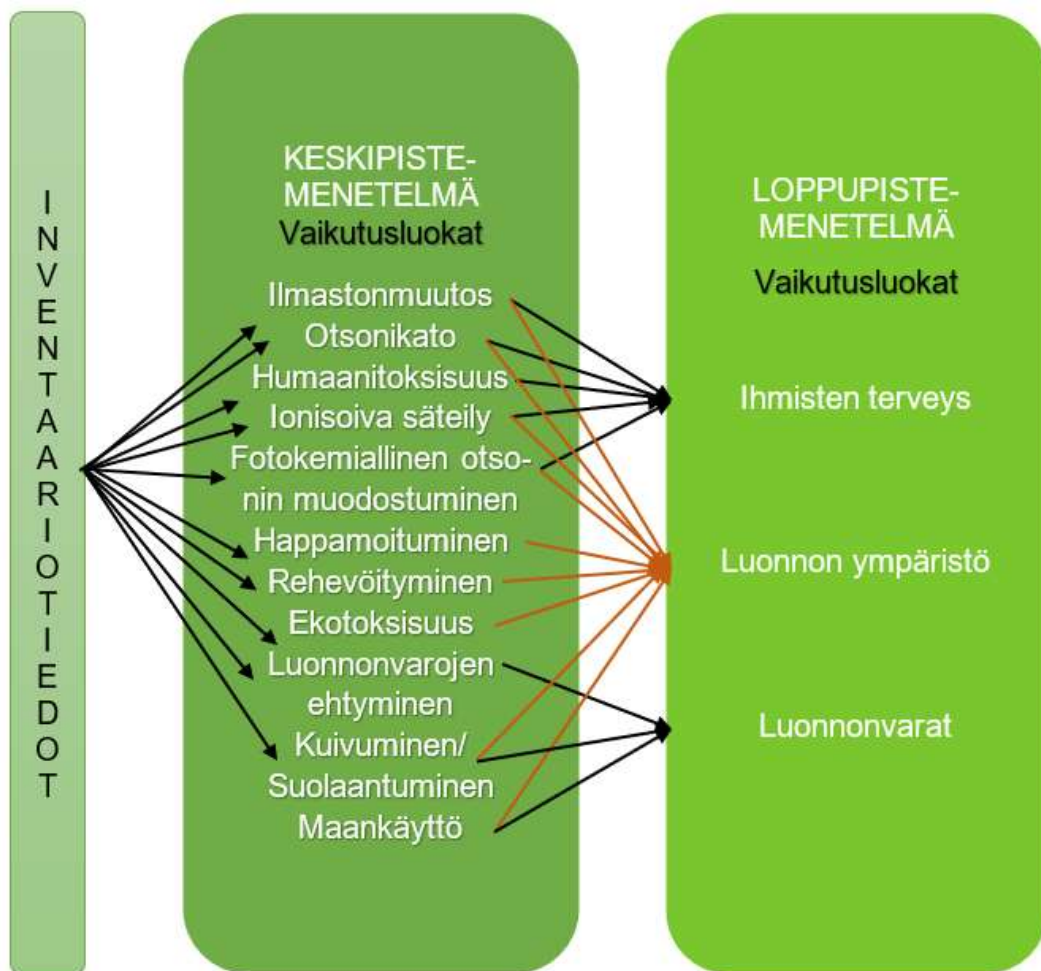 INVENTAARIOTIEDOT
KESKIPISTE-
MENETELMÄ
Vaikutusluokat
Ilmastonmuutos
Otsonikato
Humaanitoksisuus
Ionisoiva säteily
Fotokemiallinen otso-
nin muodostuminen
Happamoituminen
Rehevöityminen
Ekotoksisuus
Luonnonvarojen
ehtyminen
Kuivuminen/
Suolaantuminen
Maankäyttö
LOPPUPISTE-
MENETELMÄ
Vaikutusluokat
Ihmisten terveys
Luonnon ympäristö
Luonnonvarat